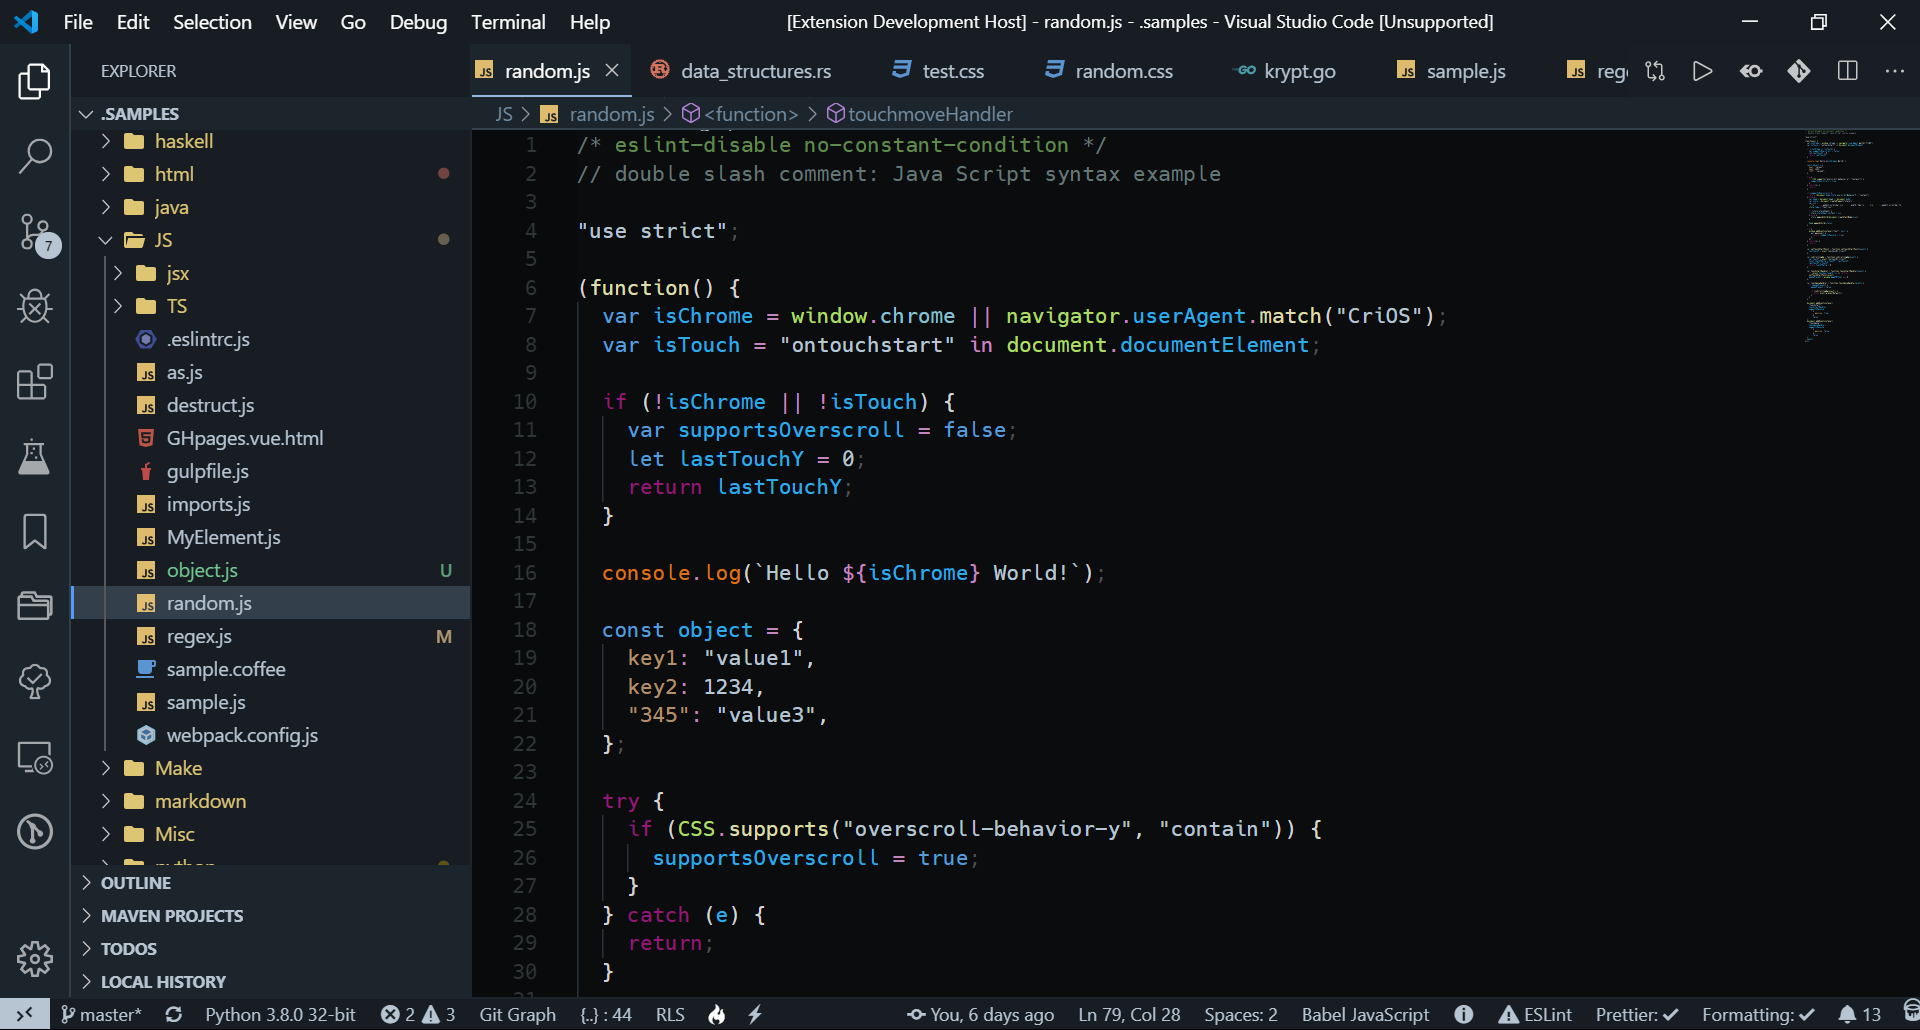 File Edit Selection View Go Debug Terminal Help
[Extension Development Host] - random.js - .samples - Visual Studio Code [Unsupported]
EXPLORER
random.js
data_structures.rs
test.css
random.css
krypt.go
sample.js
.SAMPLES
JS > random.js > <function> > touchmoveHandler
haskell
html
java
JS
jsx
TS
.eslintrc.js
as.js
destruct.js
GHpages.vue.html
gulpfile.js
imports.js
MyElement.js
object.js U
random.js
regex.js M
sample.coffee
sample.js
webpack.config.js
Make
markdown
Misc
python
OUTLINE
MAVEN PROJECTS
TODOS
LOCAL HISTORY
7
1 /* eslint-disable no-constant-condition */
2 // double slash comment: Java Script syntax example
3
4 "use strict";
5
6 (function() {
7 var isChrome = window.chrome || navigator.userAgent.match("CriOS");
8 var isTouch = "ontouchstart" in document.documentElement;
9
10 if (!isChrome || !isTouch) {
11 var supportsOverscroll = false;
12 let lastTouchY = 0;
13 return lastTouchY;
14 }
15
16 console.log(`Hello ${isChrome} World!`);
17
18 const object = {
19 key1: "value1",
20 key2: 1234,
21 "345": "value3",
22 };
23
24 try {
25 if (CSS.supports("overscroll-behavior-y", "contain")) {
26 supportsOverscroll = true;
27 }
28 } catch (e) {
29 return;
30 }
master* Python 3.8.0 32-bit 2 3 Git Graph {..} : 44 RLS You, 6 days ago Ln 79, Col 28 Spaces: 2 Babel JavaScript ESLint Prettier: ✓ Formatting: ✓ 13